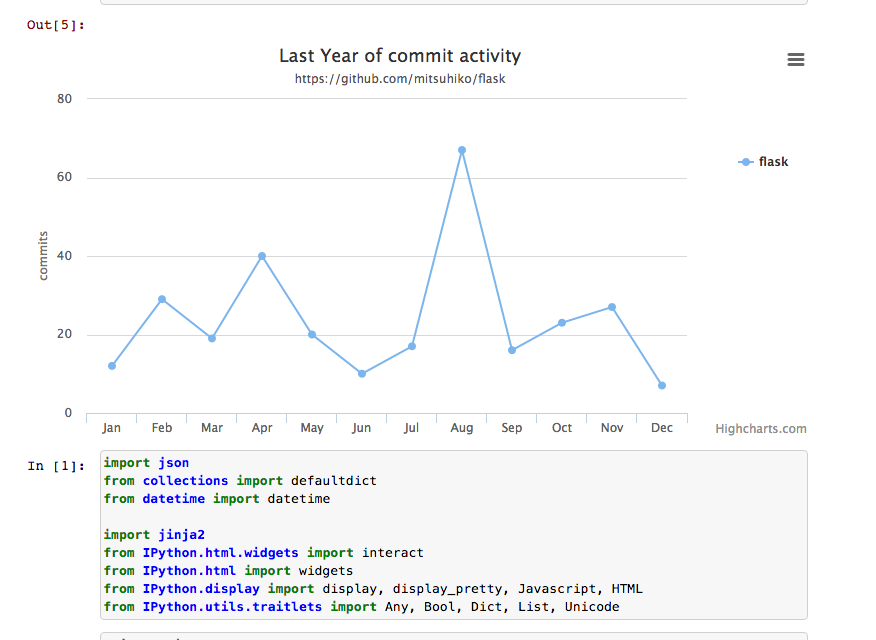 Out[5]:
Last Year of commit activity
https://github.com/mitsuhiko/flask
80
60
40
20
0
commits
flask
Jan Feb Mar Apr May Jun Jul Aug Sep Oct Nov Dec
Highcharts.com
In [1]:
import json
from collections import defaultdict
from datetime import datetime
import jinja2
from IPython.html.widgets import interact
from IPython.html import widgets
from IPython.display import display, display_pretty, Javascript, HTML
from IPython.utils.traitlets import Any, Bool, Dict, List, Unicode